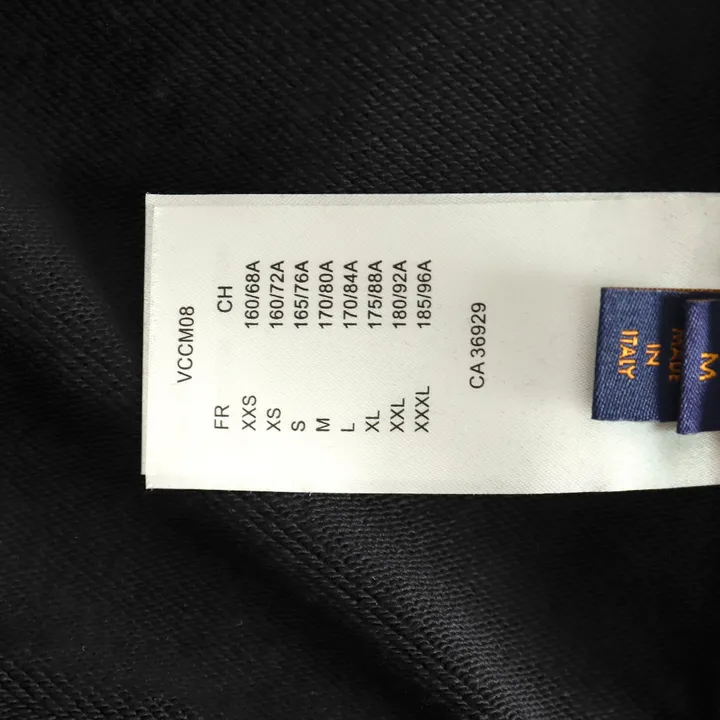 VCCM08
FR CH
XXS 160/68A
XS 160/72A
S 165/76A
M 170/80A
L 170/84A
XL 175/88A
XXL 180/92A
XXXL 185/96A
CA 36929
M
MADE
IN
ITALY